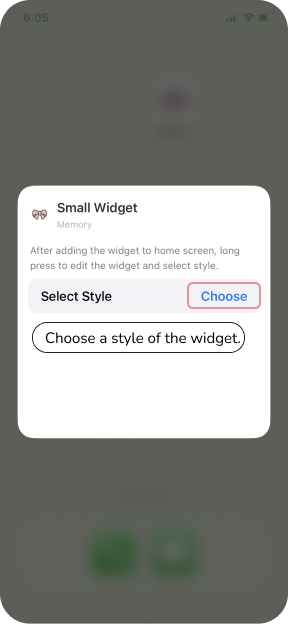 6:05
Small Widget
Memory
After adding the widget to home screen, long
press to edit the widget and select style.
Select Style
Choose
Choose a style of the widget.